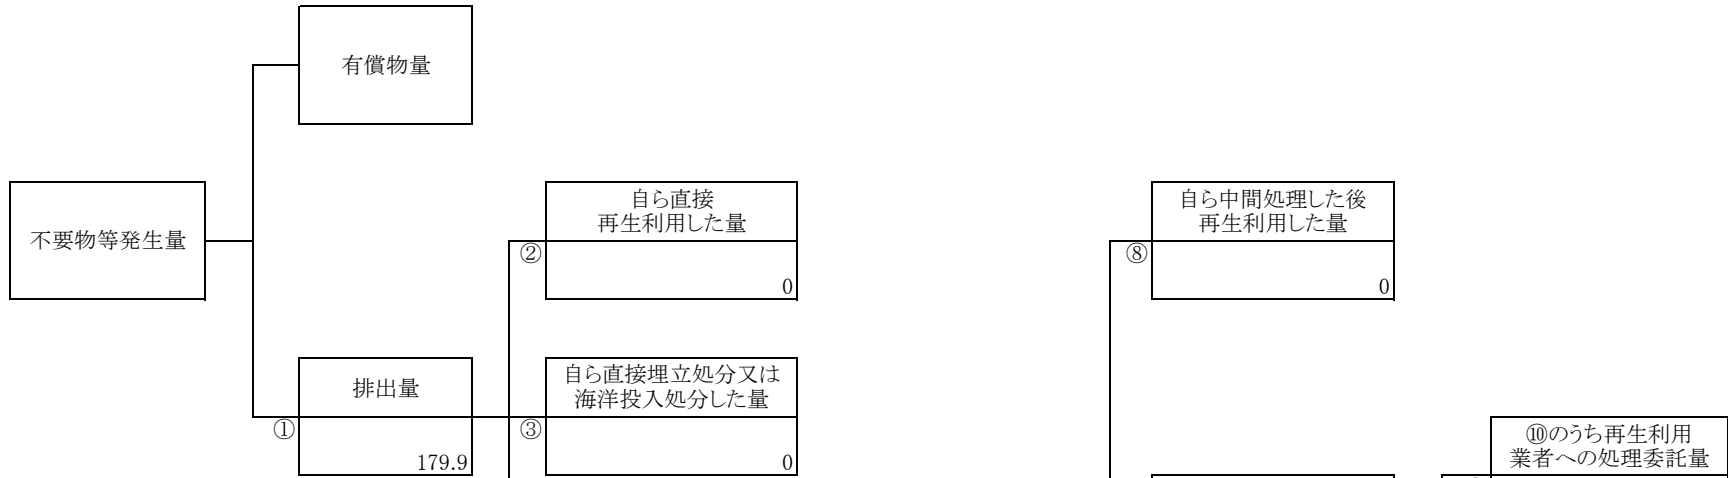 有償物量
不要物等発生量
自ら直接
再生利用した量
②
0
自ら中間処理した後
再生利用した量
⑧
0
排出量
①
179.9
自ら直接埋立処分又は
海洋投入処分した量
③
0
⑩のうち再生利用
業者への処理委託量